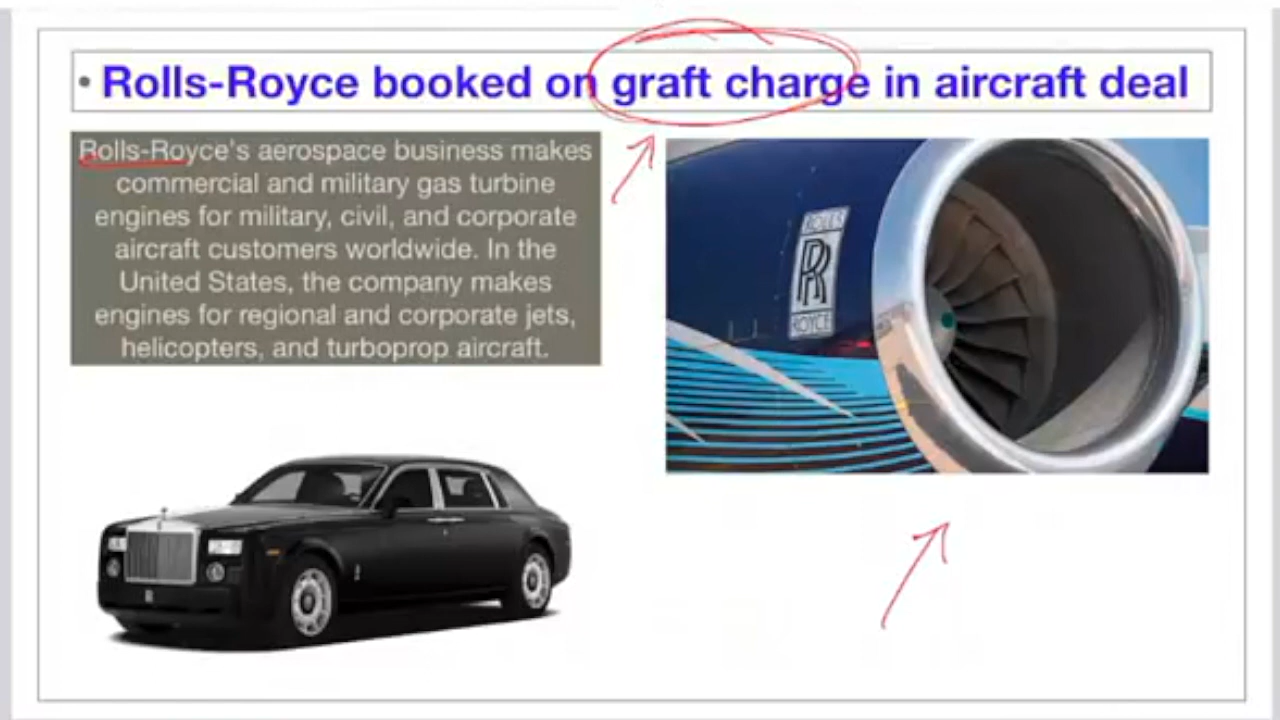 • Rolls-Royce booked on graft charge in aircraft deal
Rolls-Royce's aerospace business makes
commercial and military gas turbine
engines for military, civil, and corporate
aircraft customers worldwide. In the
United States, the company makes
engines for regional and corporate jets,
helicopters, and turboprop aircraft.
ROLLS
RR
ROYCE